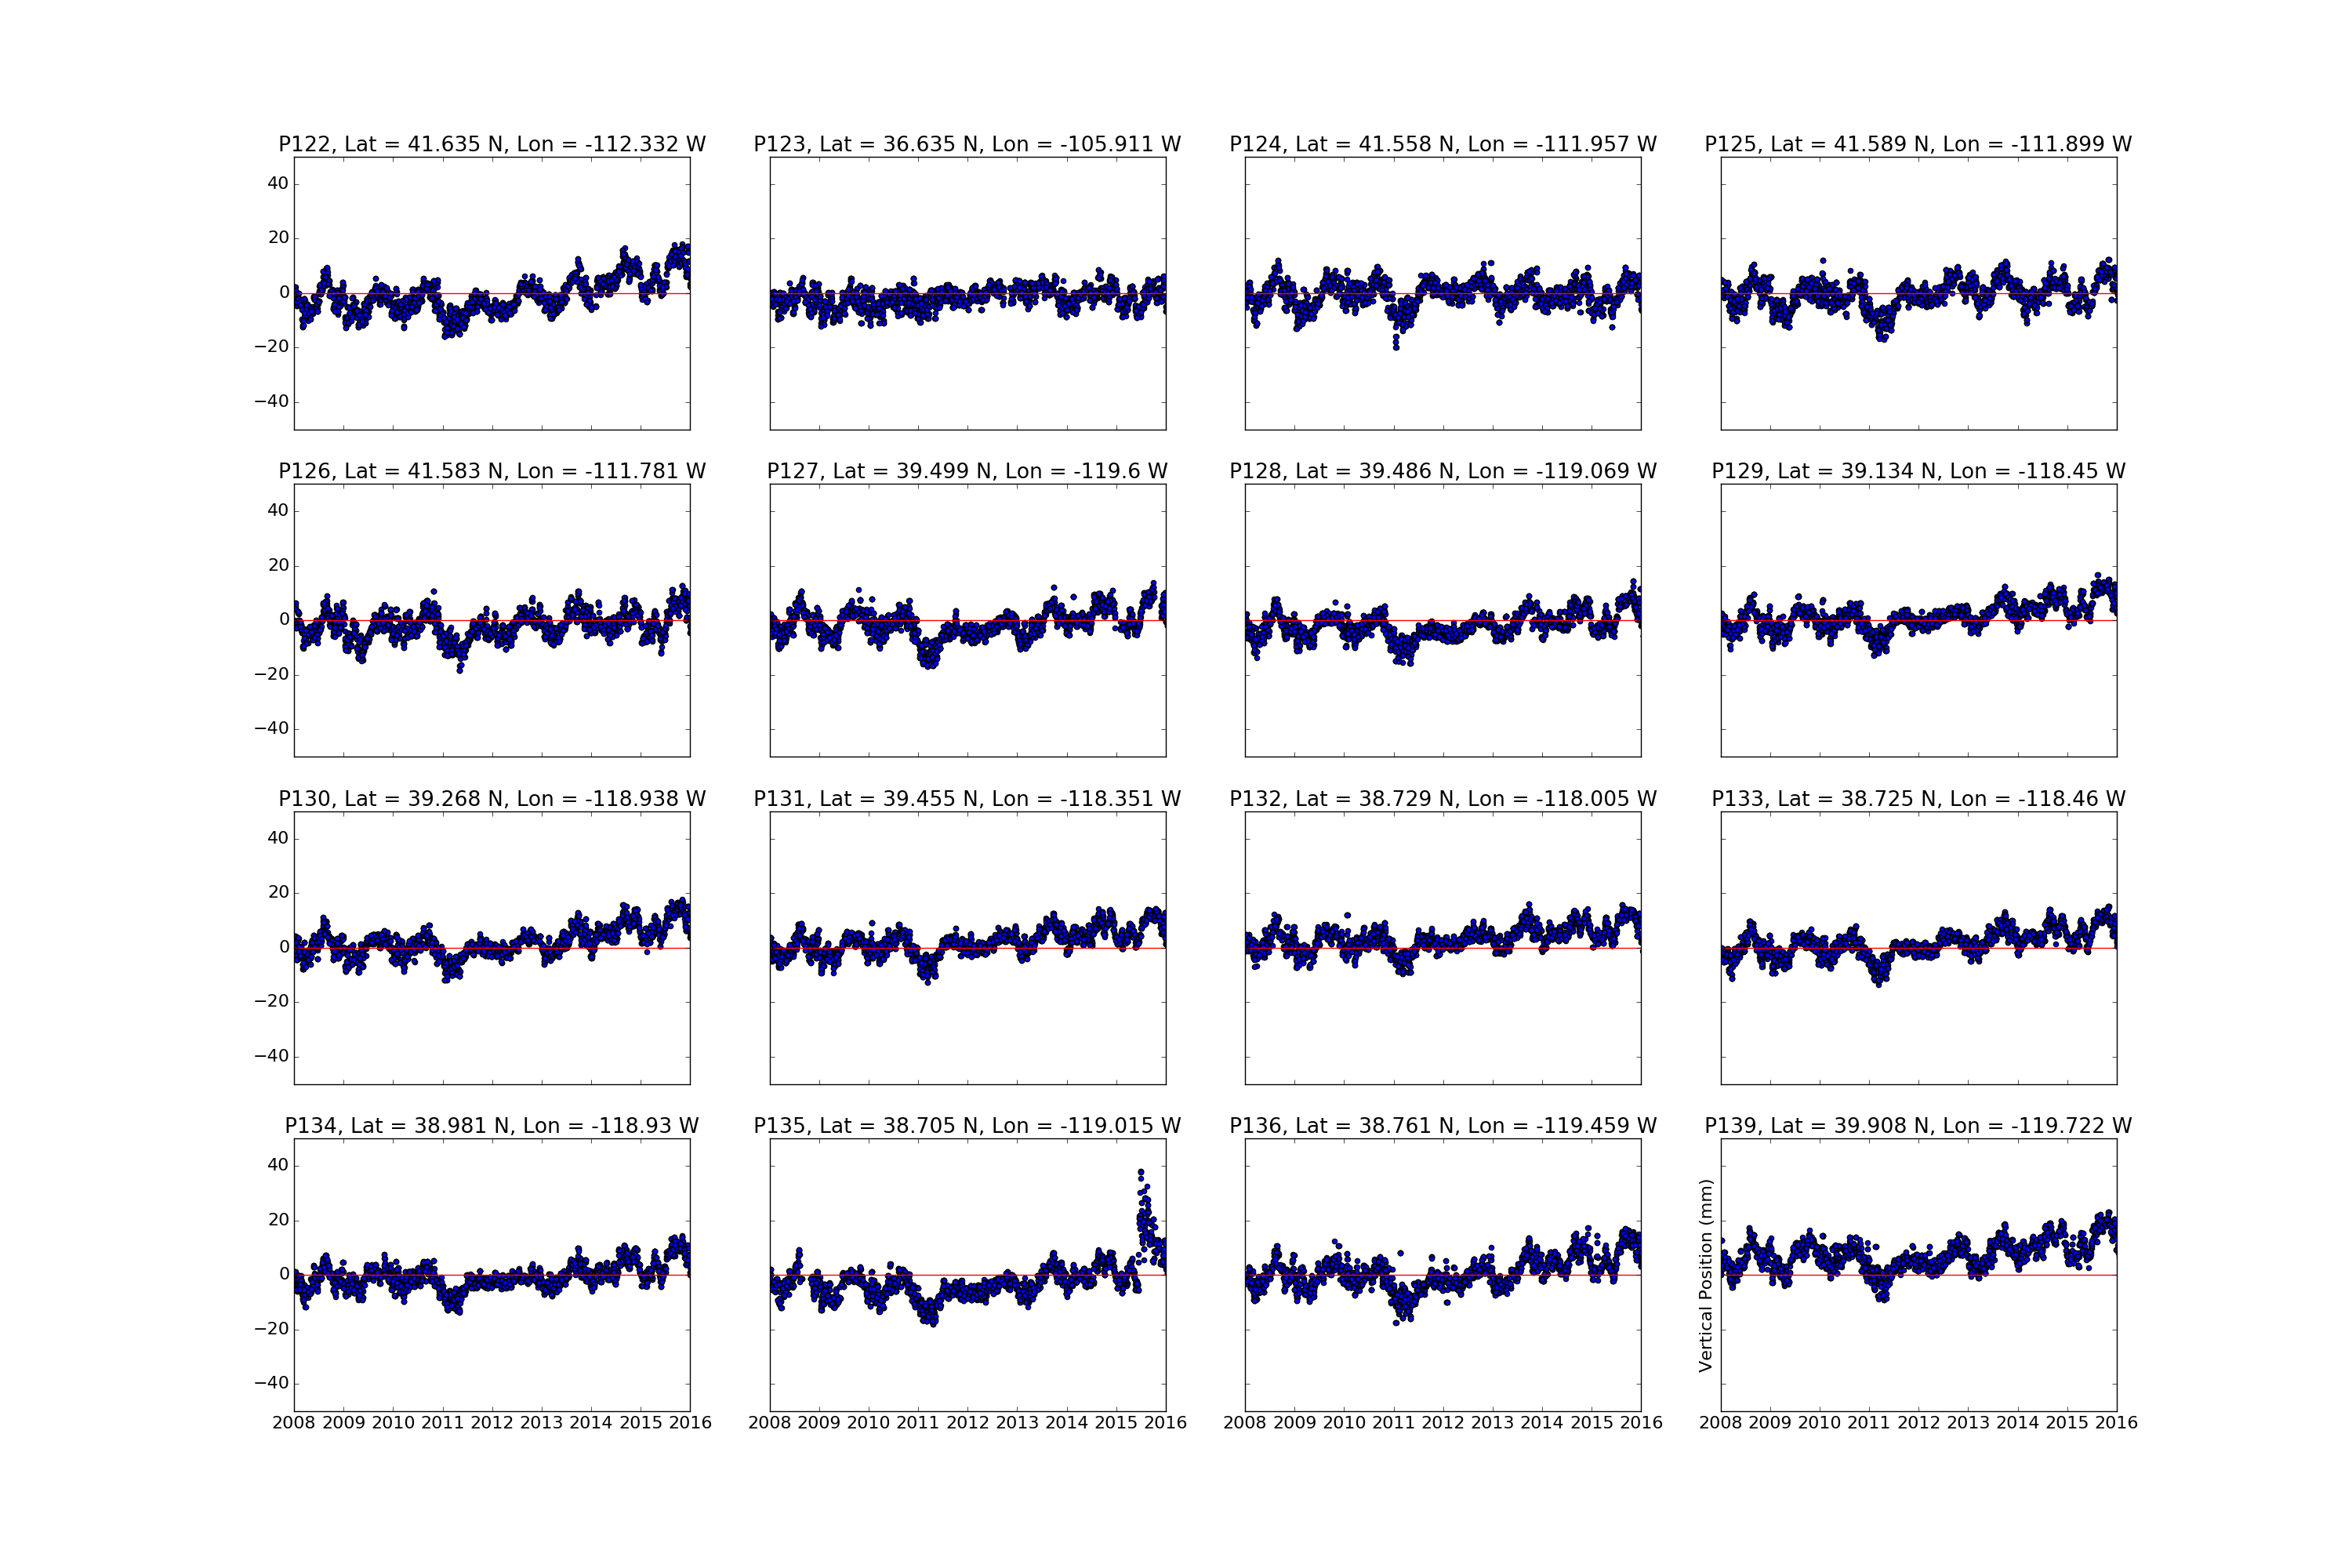 P122, Lat = 41.635 N, Lon = -112.332 W
P123, Lat = 36.635 N, Lon = -105.911 W
P124, Lat = 41.558 N, Lon = -111.957 W
P125, Lat = 41.589 N, Lon = -111.899 W
40
20
0
−20
−40
P126, Lat = 41.583 N, Lon = -111.781 W
P127, Lat = 39.499 N, Lon = -119.6 W
P128, Lat = 39.486 N, Lon = -119.069 W
P129, Lat = 39.134 N, Lon = -118.45 W
40
20
0
−20
−40
P130, Lat = 39.268 N, Lon = -118.938 W
P131, Lat = 39.455 N, Lon = -118.351 W
P132, Lat = 38.729 N, Lon = -118.005 W
P133, Lat = 38.725 N, Lon = -118.46 W
40
20
0
−20
−40
P134, Lat = 38.981 N, Lon = -118.93 W
P135, Lat = 38.705 N, Lon = -119.015 W
P136, Lat = 38.761 N, Lon = -119.459 W
P139, Lat = 39.908 N, Lon = -119.722 W
40
20
0
−20
−40
Vertical Position (mm)
2008 2009 2010 2011 2012 2013 2014 2015 2016
2008 2009 2010 2011 2012 2013 2014 2015 2016
2008 2009 2010 2011 2012 2013 2014 2015 2016
2008 2009 2010 2011 2012 2013 2014 2015 2016